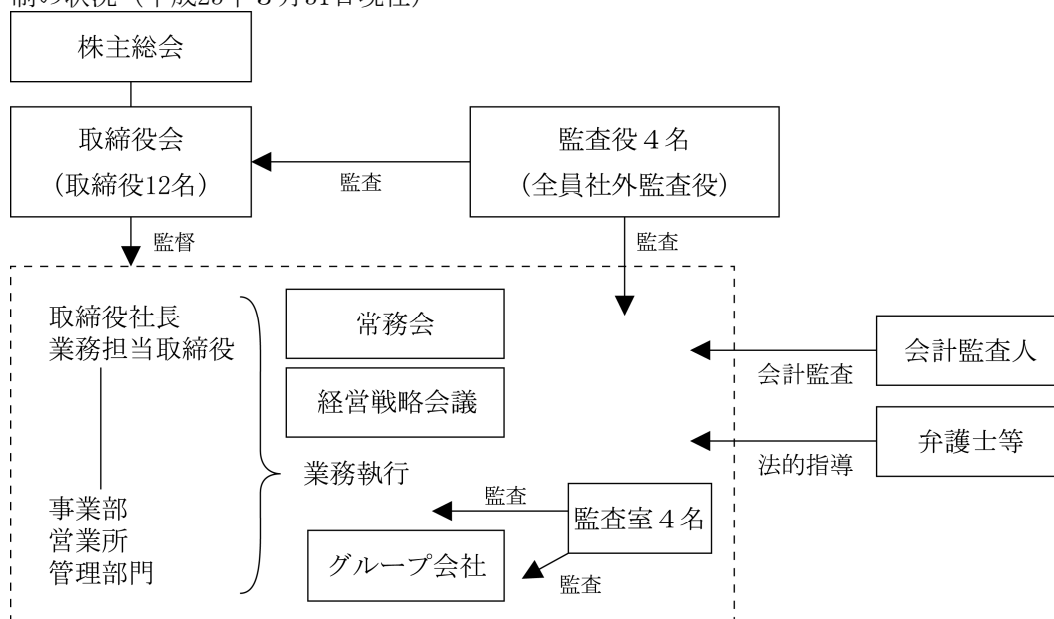 株主総会
取締役会
（取締役12名）
監査役４名
（全員社外監査役）
監査
監督
監査
取締役社長
業務担当取締役
常務会
経営戦略会議
会計監査人
会計監査
弁護士等
法的指導
業務執行
事業部
営業所
管理部門
監査
監査室４名
グループ会社
監査